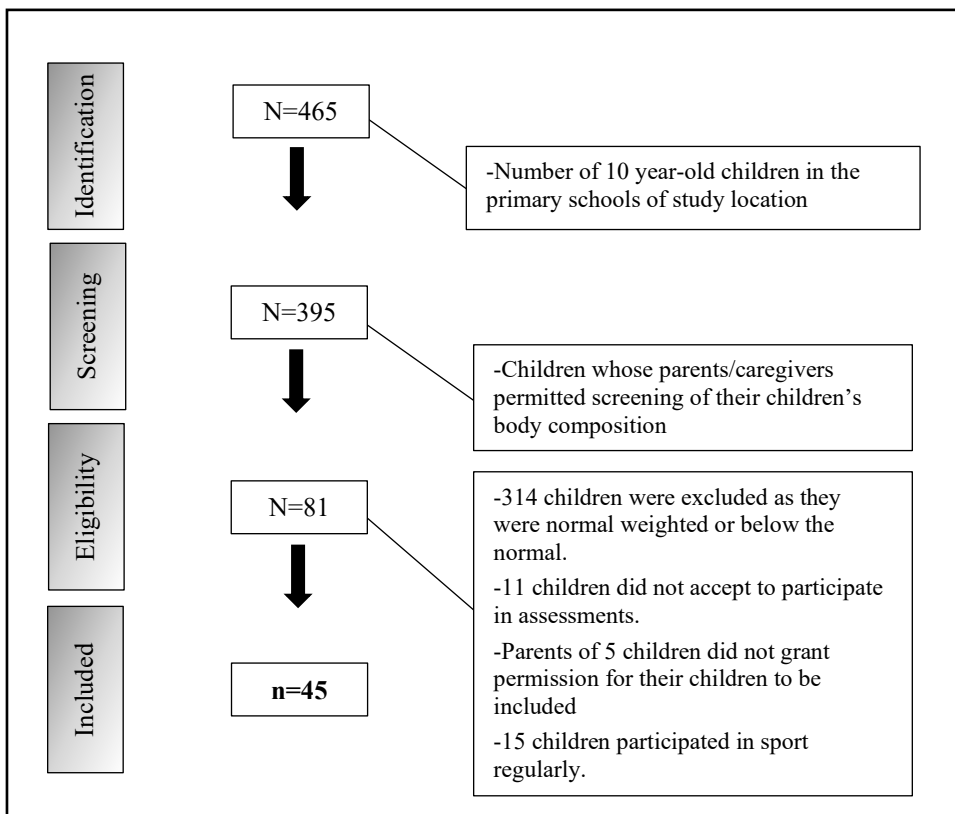 Identification
N=465
-Number of 10 year-old children in the
primary schools of study location
Screening
N=395
-Children whose parents/caregivers
permitted screening of their children’s
body composition
Eligibility
N=81
-314 children were excluded as they
were normal weighted or below the
normal.
-11 children did not accept to participate
in assessments.
-Parents of 5 children did not grant
permission for their children to be
included
-15 children participated in sport
regularly.
Included
n=45